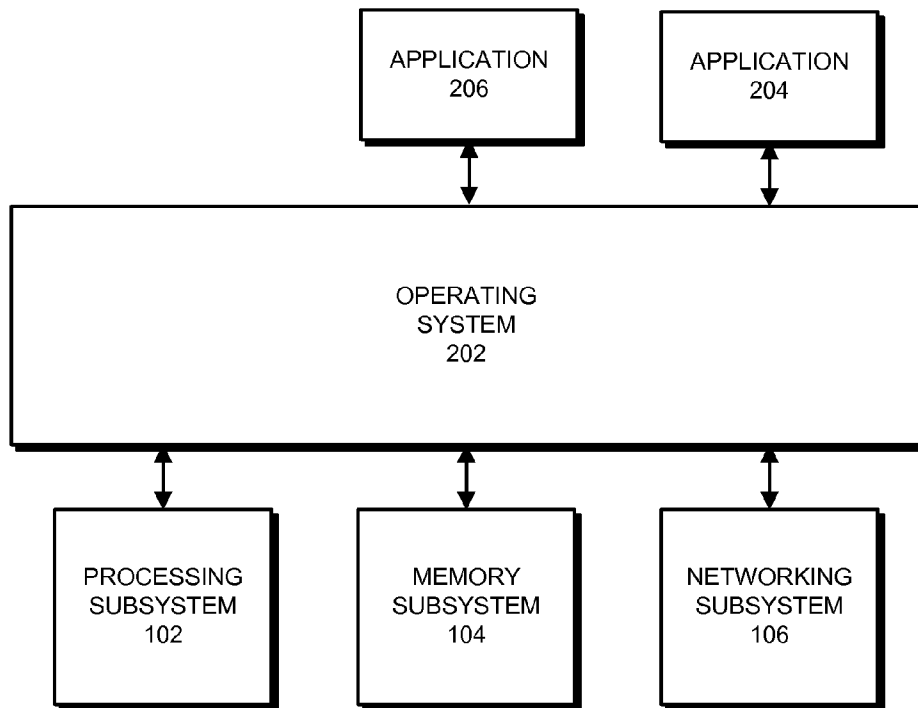 APPLICATION
206
APPLICATION
204
OPERATING
SYSTEM
202
PROCESSING
SUBSYSTEM
102
MEMORY
SUBSYSTEM
104
NETWORKING
SUBSYSTEM
106